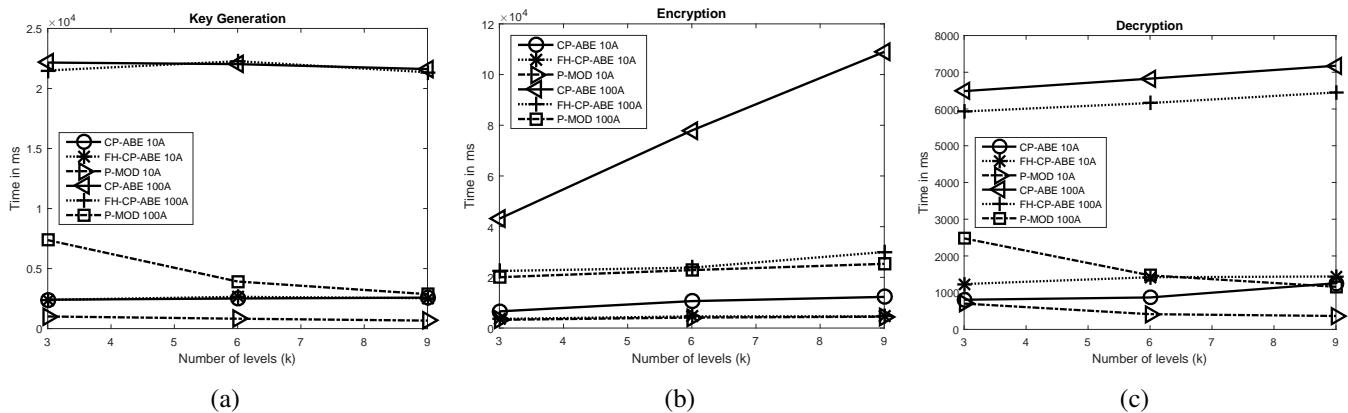 Key Generation
×10⁴
2.5
2
1.5
1
0.5
0
Time in ms
CP-ABE 10A
FH-CP-ABE 10A
P-MOD 10A
CP-ABE 100A
FH-CP-ABE 100A
P-MOD 100A
3 4 5 6 7 8 9
Number of levels (k)
(a)
Encryption
×10⁴
12
10
8
6
4
2
0
Time in ms
CP-ABE 10A
FH-CP-ABE 10A
P-MOD 10A
CP-ABE 100A
FH-CP-ABE 100A
P-MOD 100A
3 4 5 6 7 8 9
Number of levels (k)
(b)
Decryption
8000
7000
6000
5000
4000
3000
2000
1000
0
Time in ms
CP-ABE 10A
FH-CP-ABE 10A
P-MOD 10A
CP-ABE 100A
FH-CP-ABE 100A
P-MOD 100A
3 4 5 6 7 8 9
Number of levels (k)
(c)